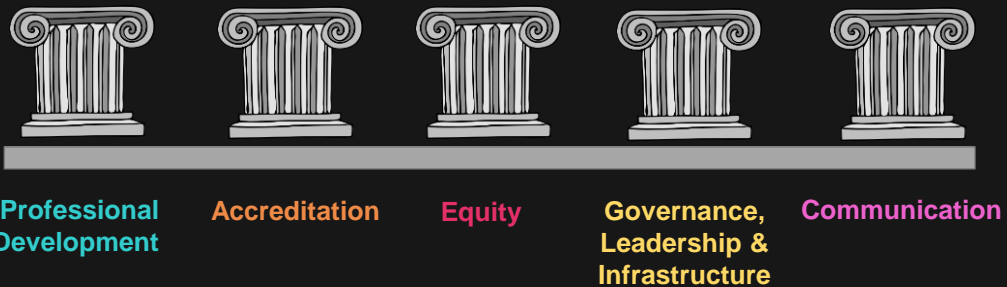 Professional
Development
Accreditation
Equity
Governance,
Leadership &
Infrastructure
Communication